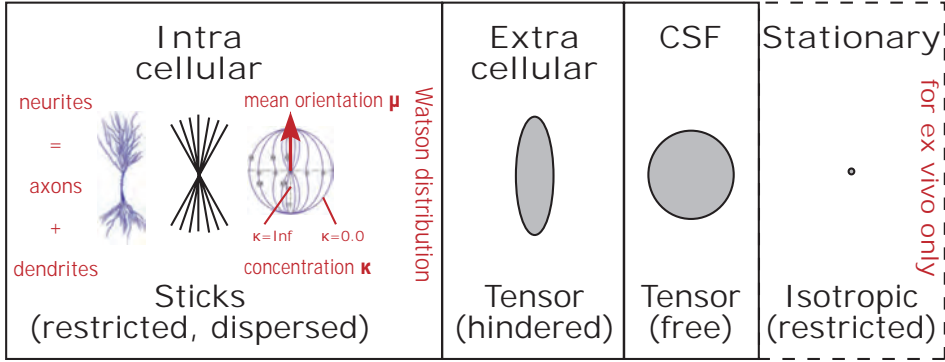 Intra
cellular
neurites
=
axons
+
dendrites
mean orientation μ
κ=Inf
κ=0.0
concentration κ
Watson distribution
Sticks
(restricted, dispersed)
Extra
cellular
Tensor
(hindered)
CSF
Tensor
(free)
Stationary
for ex vivo only
Isotropic
(restricted)